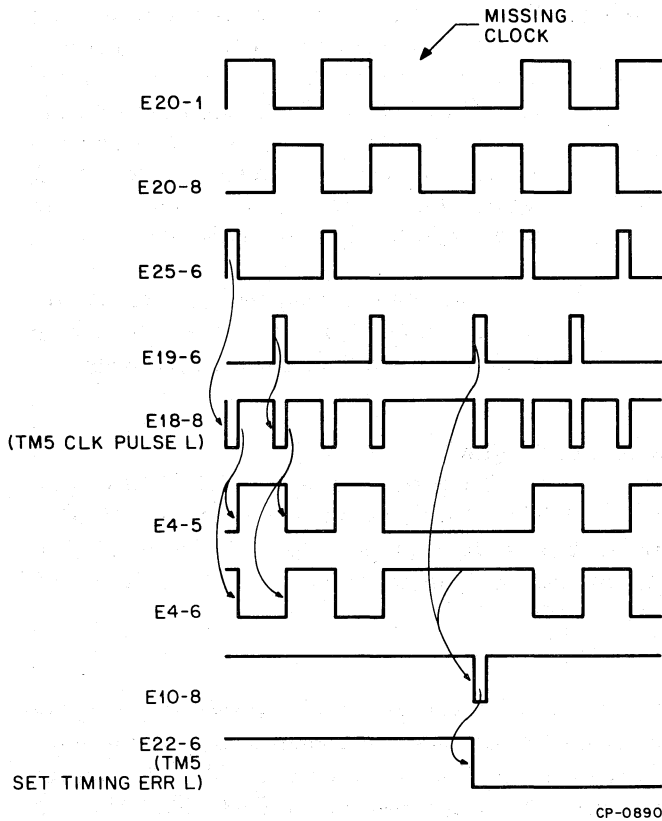 MISSING
CLOCK
E20-1
E20-8
E25-6
E19-6
E18-8
(TM5 CLK PULSE L)
E4-5
E4-6
E10-8
E22-6
(TM5
SET TIMING ERR L)
CP-0890